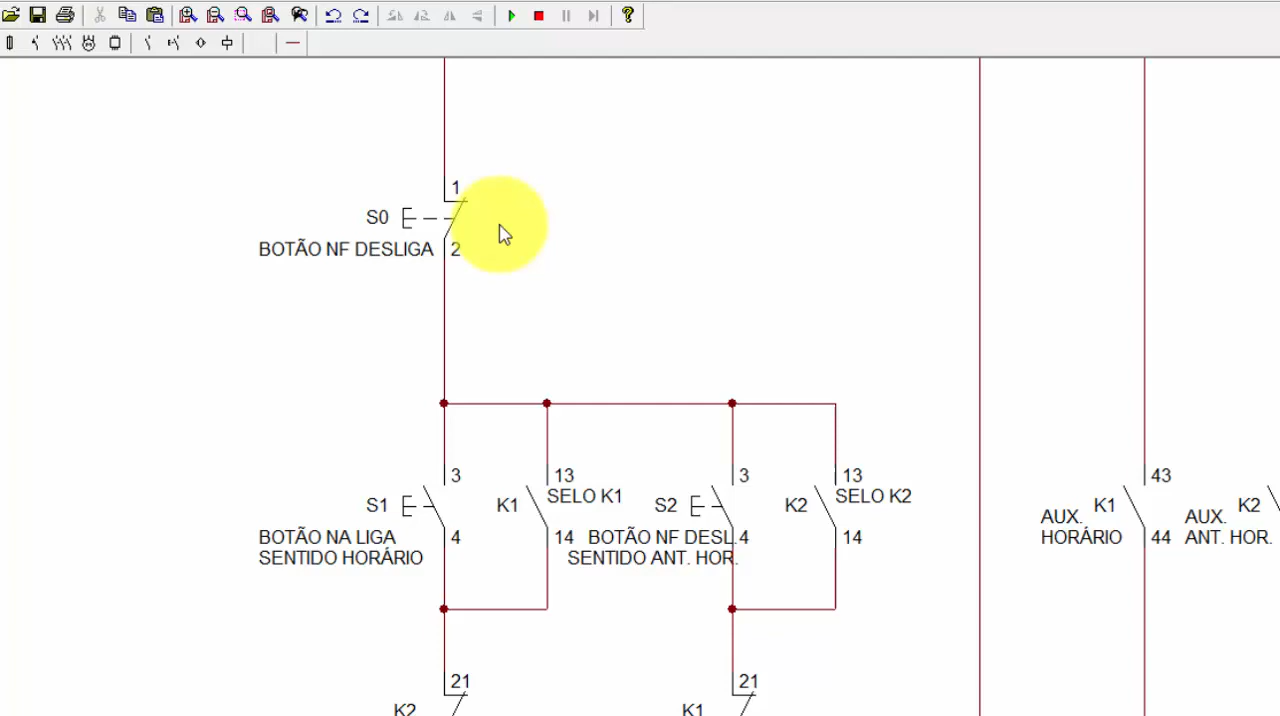 1
S0
BOTÃO NF DESLIGA 2
3
S1
BOTÃO NA LIGA
4
SENTIDO HORÁRIO
13
SELO K1
K1
14
3
S2
BOTÃO NF DESL. 4
SENTIDO ANT. HOR.
13
SELO K2
K2
14
43
K1
AUX.
HORÁRIO
44
K2
AUX.
ANT. HOR.
21
K2
21
K1